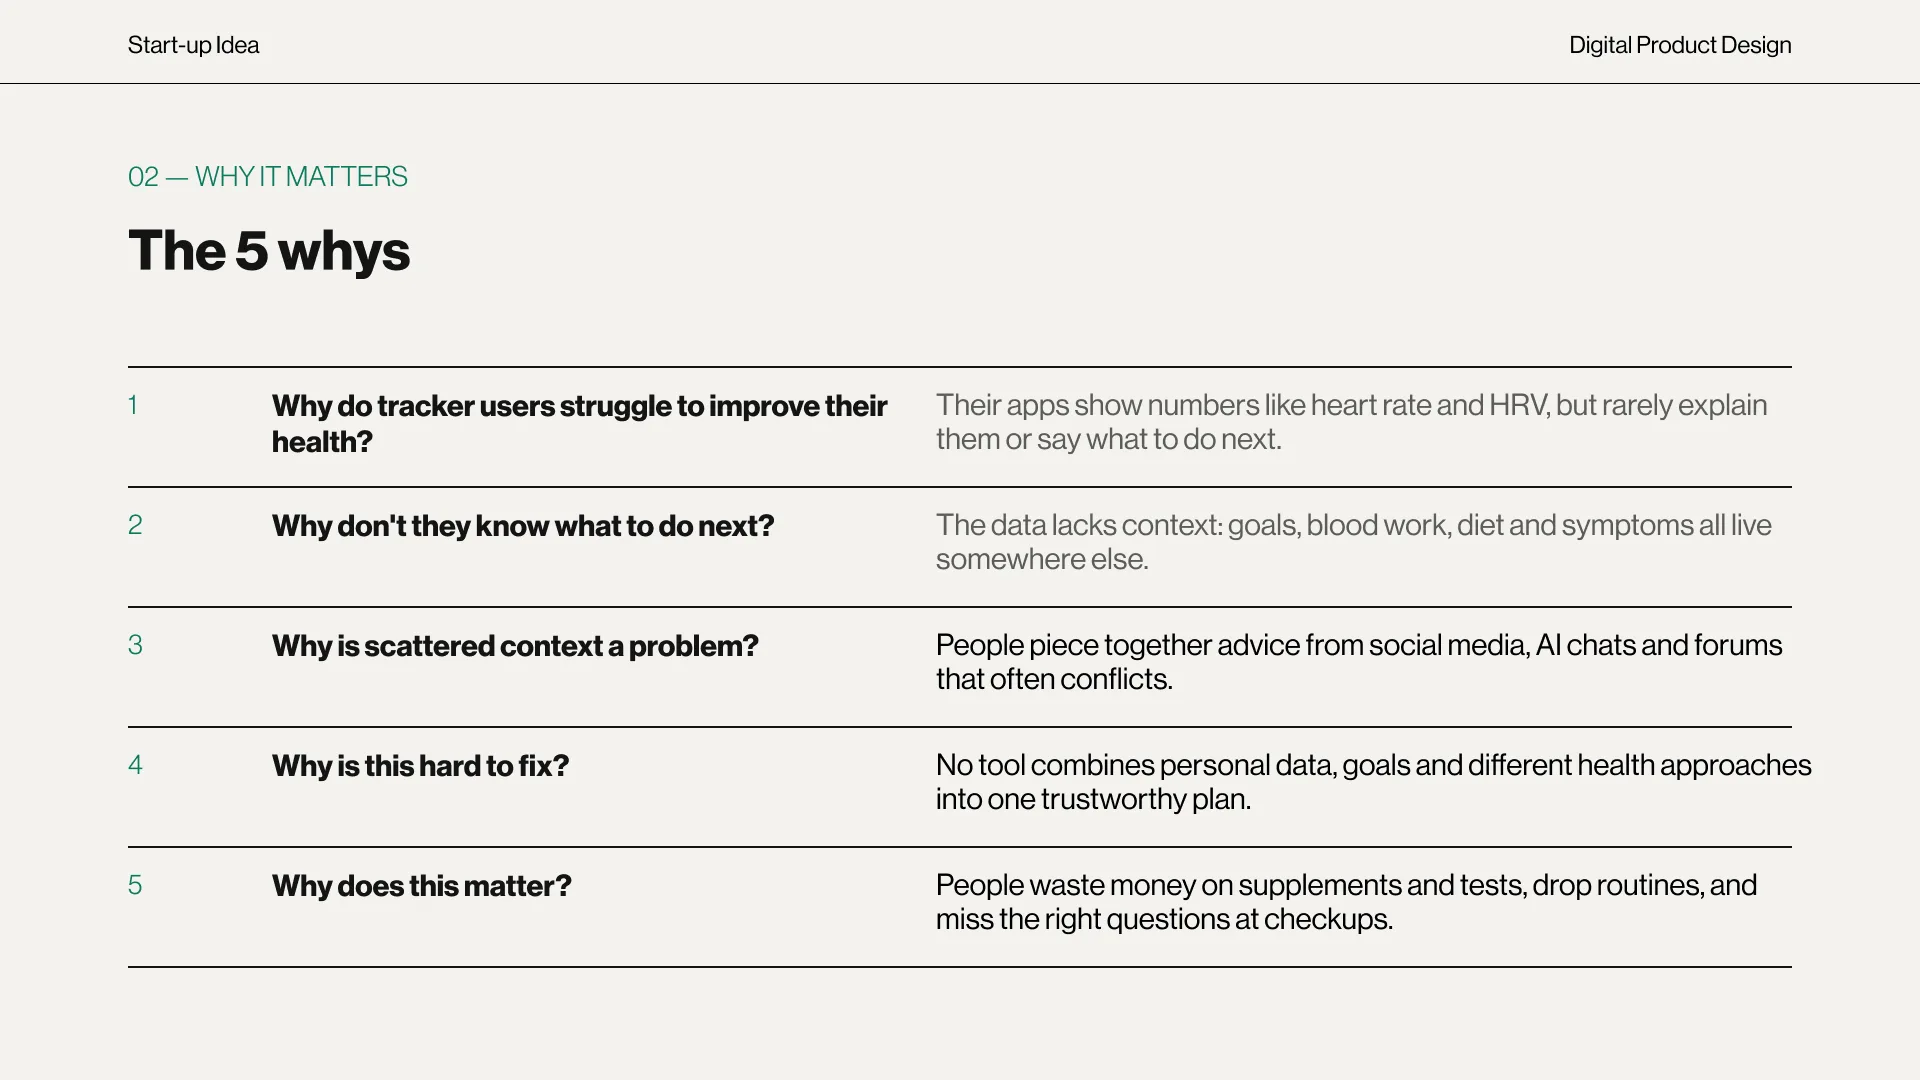 Start-up Idea
Digital Product Design
02 — WHY IT MATTERS
The 5 whys
1
Why do tracker users struggle to improve their
health?
Their apps show numbers like heart rate and HRV, but rarely explain
them or say what to do next.
2
Why don't they know what to do next?
The data lacks context: goals, blood work, diet and symptoms all live
somewhere else.
3
Why is scattered context a problem?
People piece together advice from social media, AI chats and forums
that often conflicts.
4
Why is this hard to fix?
No tool combines personal data, goals and different health approaches
into one trustworthy plan.
5
Why does this matter?
People waste money on supplements and tests, drop routines, and
miss the right questions at checkups.